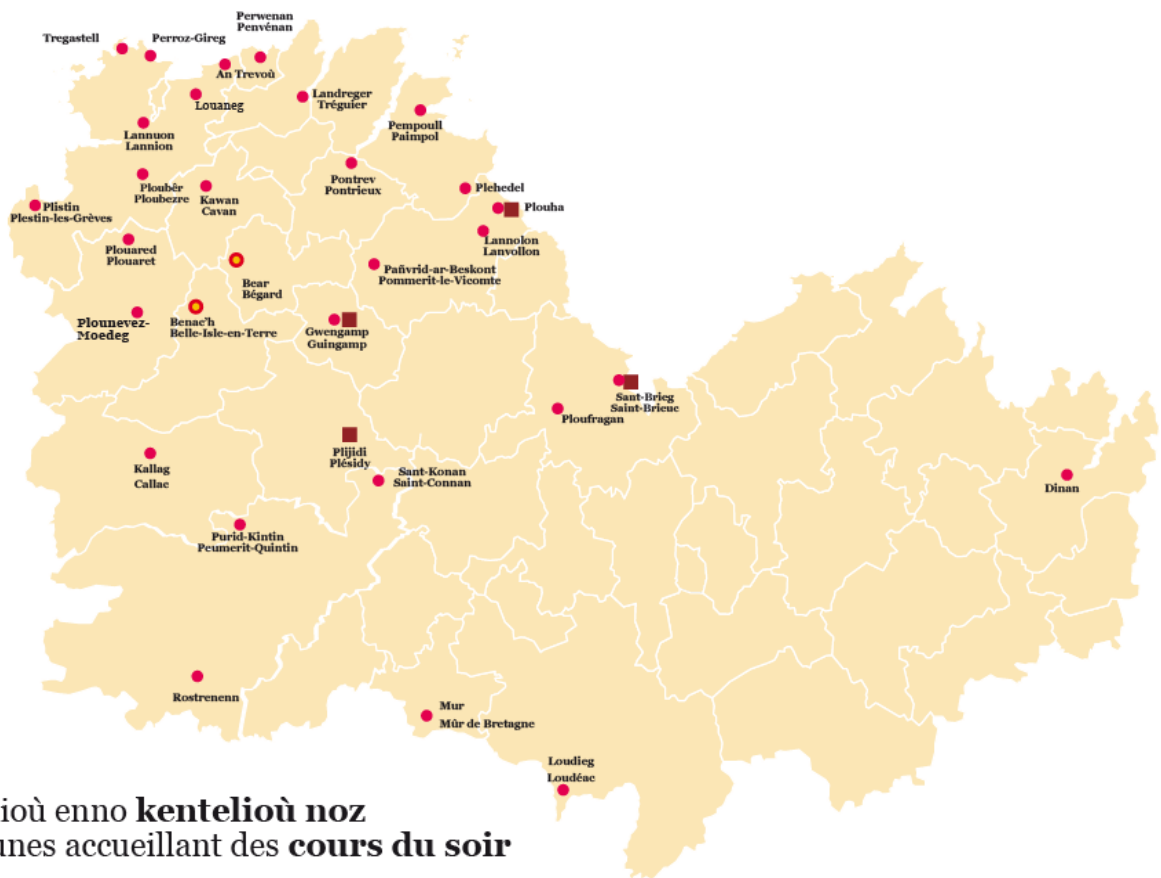 Perwenan
Penvénan
Tregastell
Perroz-Gireg
An Trevoù
Louaneg
Landreger
Tréguier
Pempoull
Paimpol
Lannuon
Lannion
Pontrev
Pontrieux
Ploubêr
Ploubezre
Kawan
Cavan
Plehedel
Plouha
Plistin
Plestin-les-Grèves
Lannolon
Lanvollon
Plouared
Plouaret
Pañvrid-ar-Beskont
Pommerit-le-Vicomte
Bear
Bégard
Plounevez-
Moedeg
Benac'h
Belle-Isle-en-Terre
Gwengamp
Guingamp
Sant-Brieg
Saint-Brieuc
Ploufragan
Plijidi
Plésidy
Kallag
Callac
Sant-Konan
Saint-Connan
Dinan
Purid-Kintin
Peumerit-Quintin
Rostrenenn
Mur
Mûr de Bretagne
Loudieg
Loudéac
ioù enno kentelioù noz
unes accueillant des cours du soir